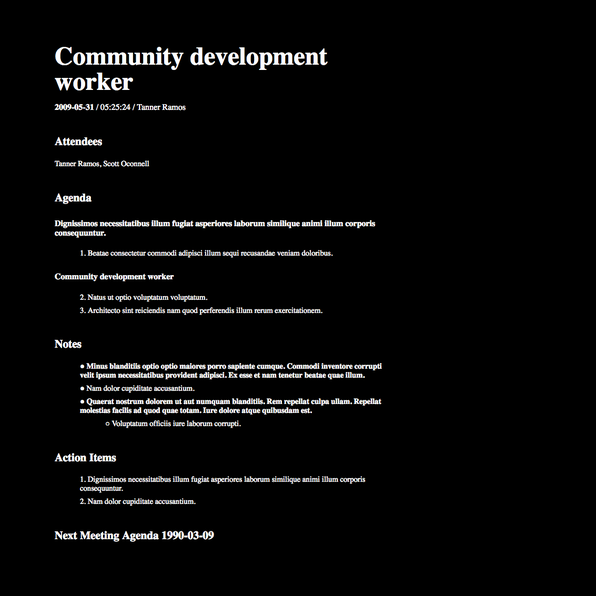 Community development
worker
2009-05-31 / 05:25:24 / Tanner Ramos
Attendees
Tanner Ramos, Scott Oconnell
Agenda
Dignissimos necessitatibus illum fugiat asperiores laborum similique animi illum corporis
consequuntur.
1. Beatae consectetur commodi adipisci illum sequi recusandae veniam doloribus.
Community development worker
2. Natus ut optio voluptatum voluptatum.
3. Architecto sint reiciendis nam quod perferendis illum rerum exercitationem.
Notes
● Minus blanditiis optio optio maiores porro sapiente cumque. Commodi inventore corrupti
velit ipsum necessitatibus provident adipisci. Ex esse et nam tenetur beatae quae illum.
● Nam dolor cupiditate accusantium.
● Quaerat nostrum dolorem ut aut numquam blanditiis. Rem repellat culpa ullam. Repellat
molestias facilis ad quod quae totam. Iure dolore atque quibusdam est.
○ Voluptatum officiis iure laborum corrupti.
Action Items
1. Dignissimos necessitatibus illum fugiat asperiores laborum similique animi illum corporis
consequuntur.
2. Nam dolor cupiditate accusantium.
Next Meeting Agenda 1990-03-09